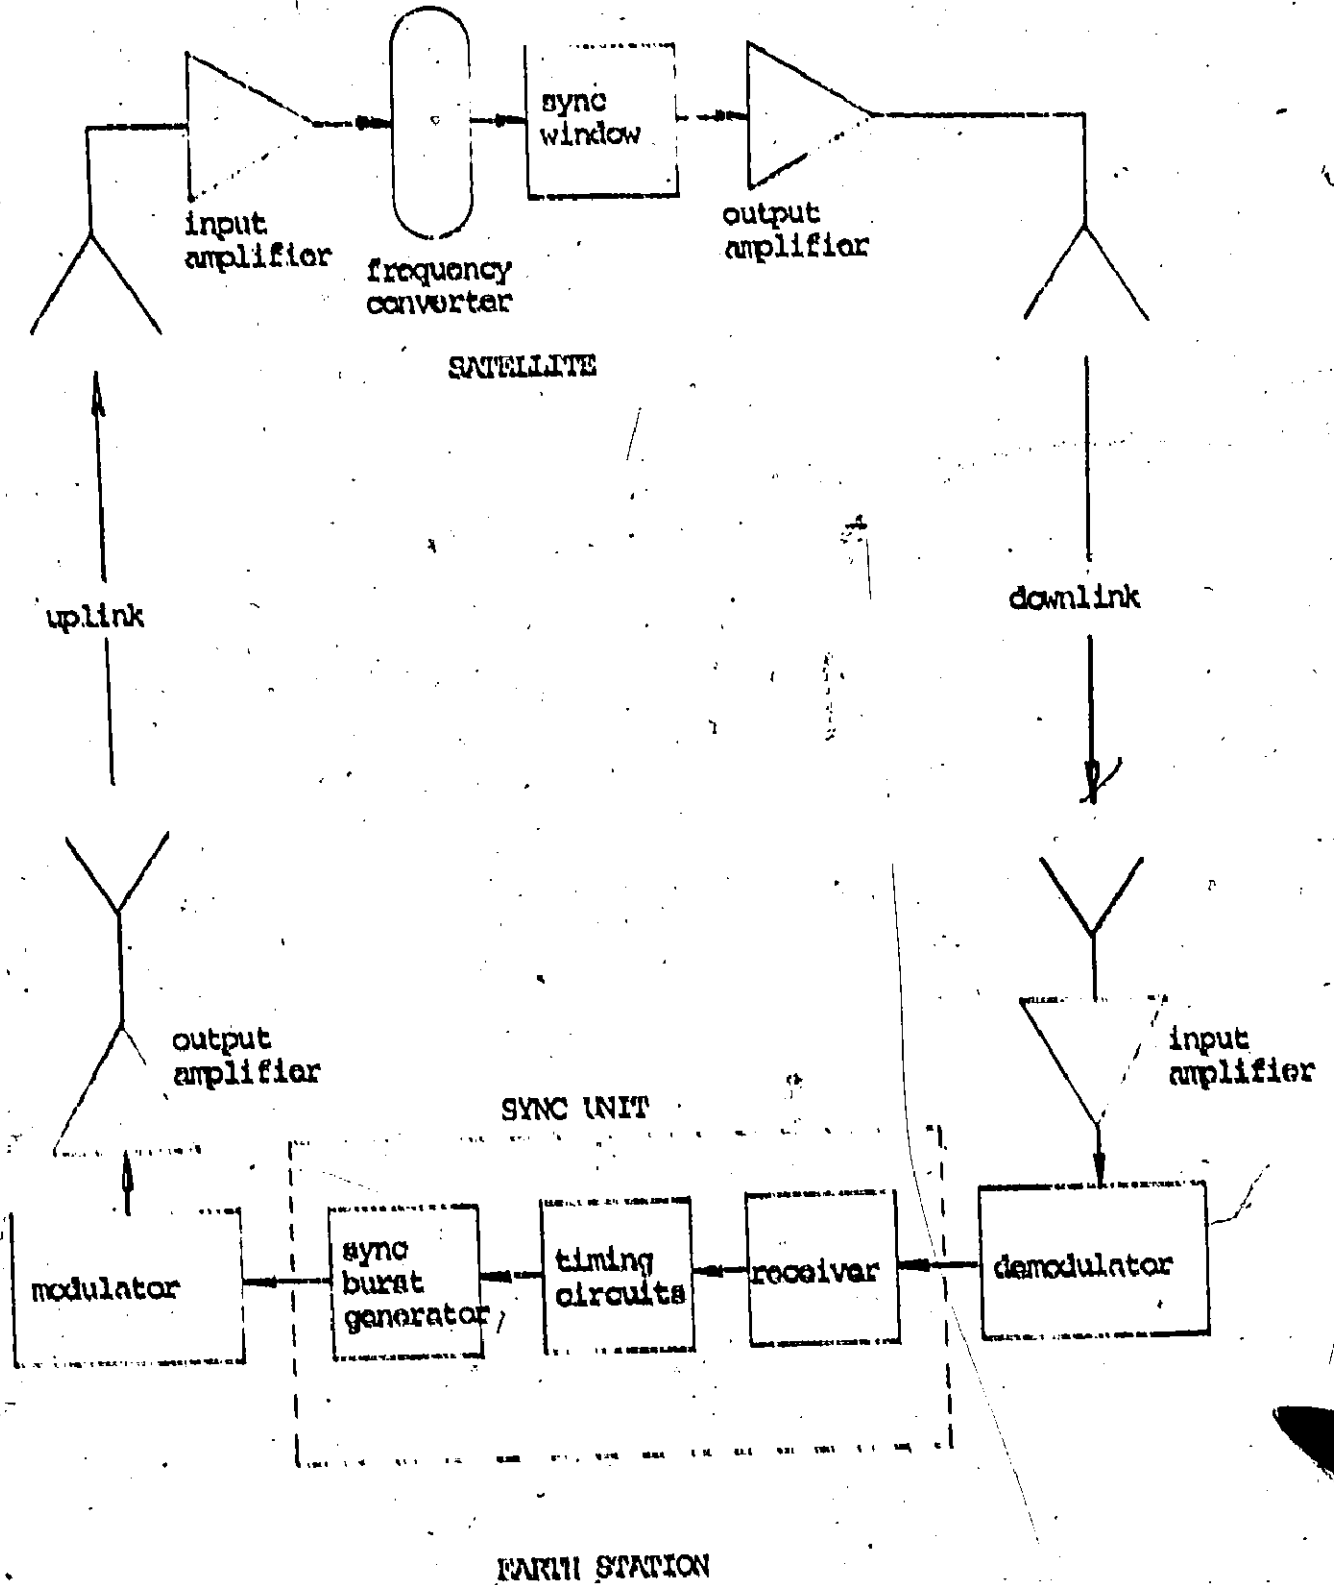 sync
window
input
amplifier
output
amplifier
frequency
converter
SATELLITE
uplink
downlink
output
amplifier
input
amplifier
SYNC UNIT
sync
burst
generator
timing
circuits
receiver
demodulator
modulator
EARTH STATION